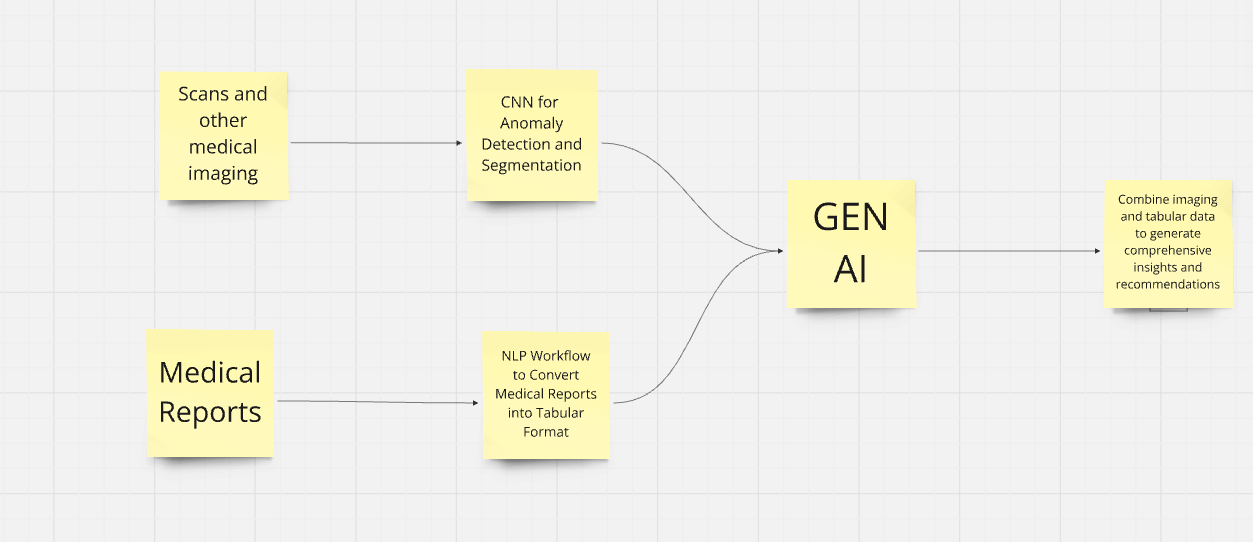 Scans and
other
medical
imaging
CNN for
Anomaly
Detection and
Segmentation
GEN
AI
Combine imaging
and tabular data
to generate
comprehensive
insights and
recommendations
Medical
Reports
NLP Workflow
to Convert
Medical Reports
into Tabular
Format